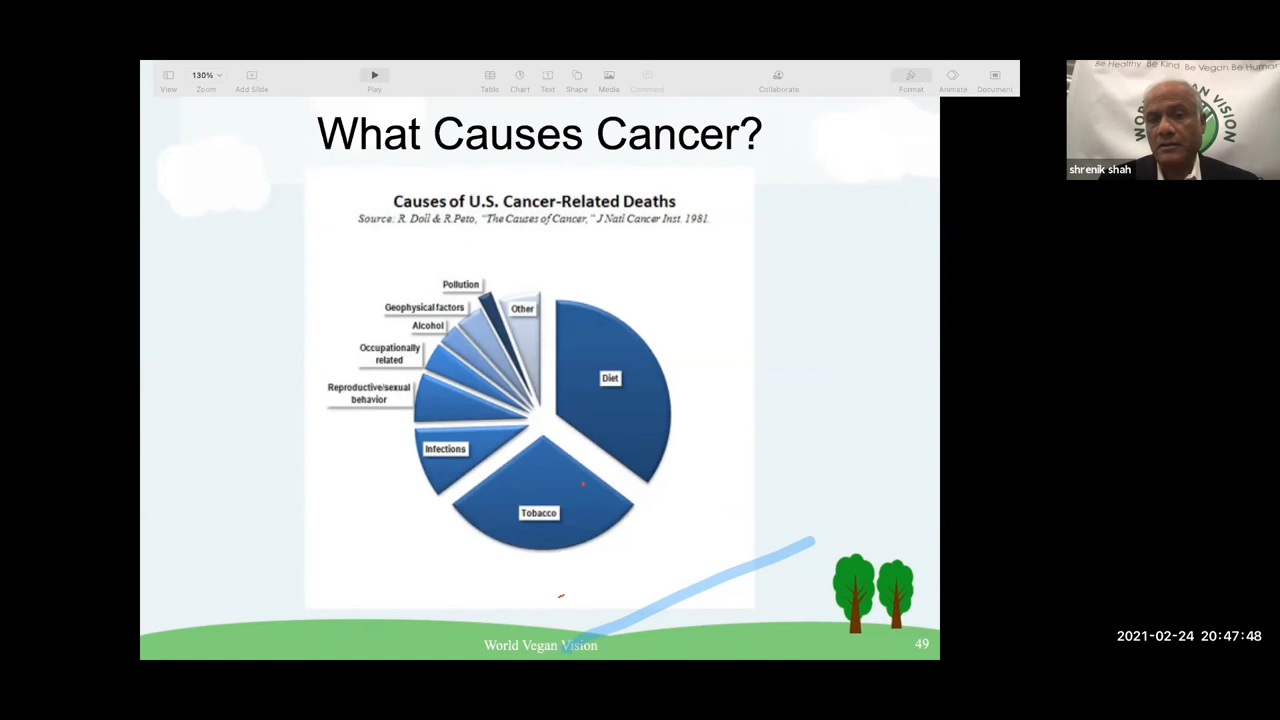 130%
View
Zoom
Add Slide
Play
Table
Chart
Text
Shape
Media
Comment
Collaborate
Format
Animate
Document
Be Healthy Be Kind Be Vegan Be Human
VISION
shrenik shah
What Causes Cancer?
Causes of U.S. Cancer-Related Deaths
Source: R. Doll & R.Peto, "The Causes of Cancer," J Natl Cancer Inst. 1981.
Pollution
Geophysical factors
Other
Alcohol
Occupationally
related
Diet
Reproductive/sexual
behavior
Infections
Tobacco
World Vegan Vision
49
2021-02-24 20:47:48